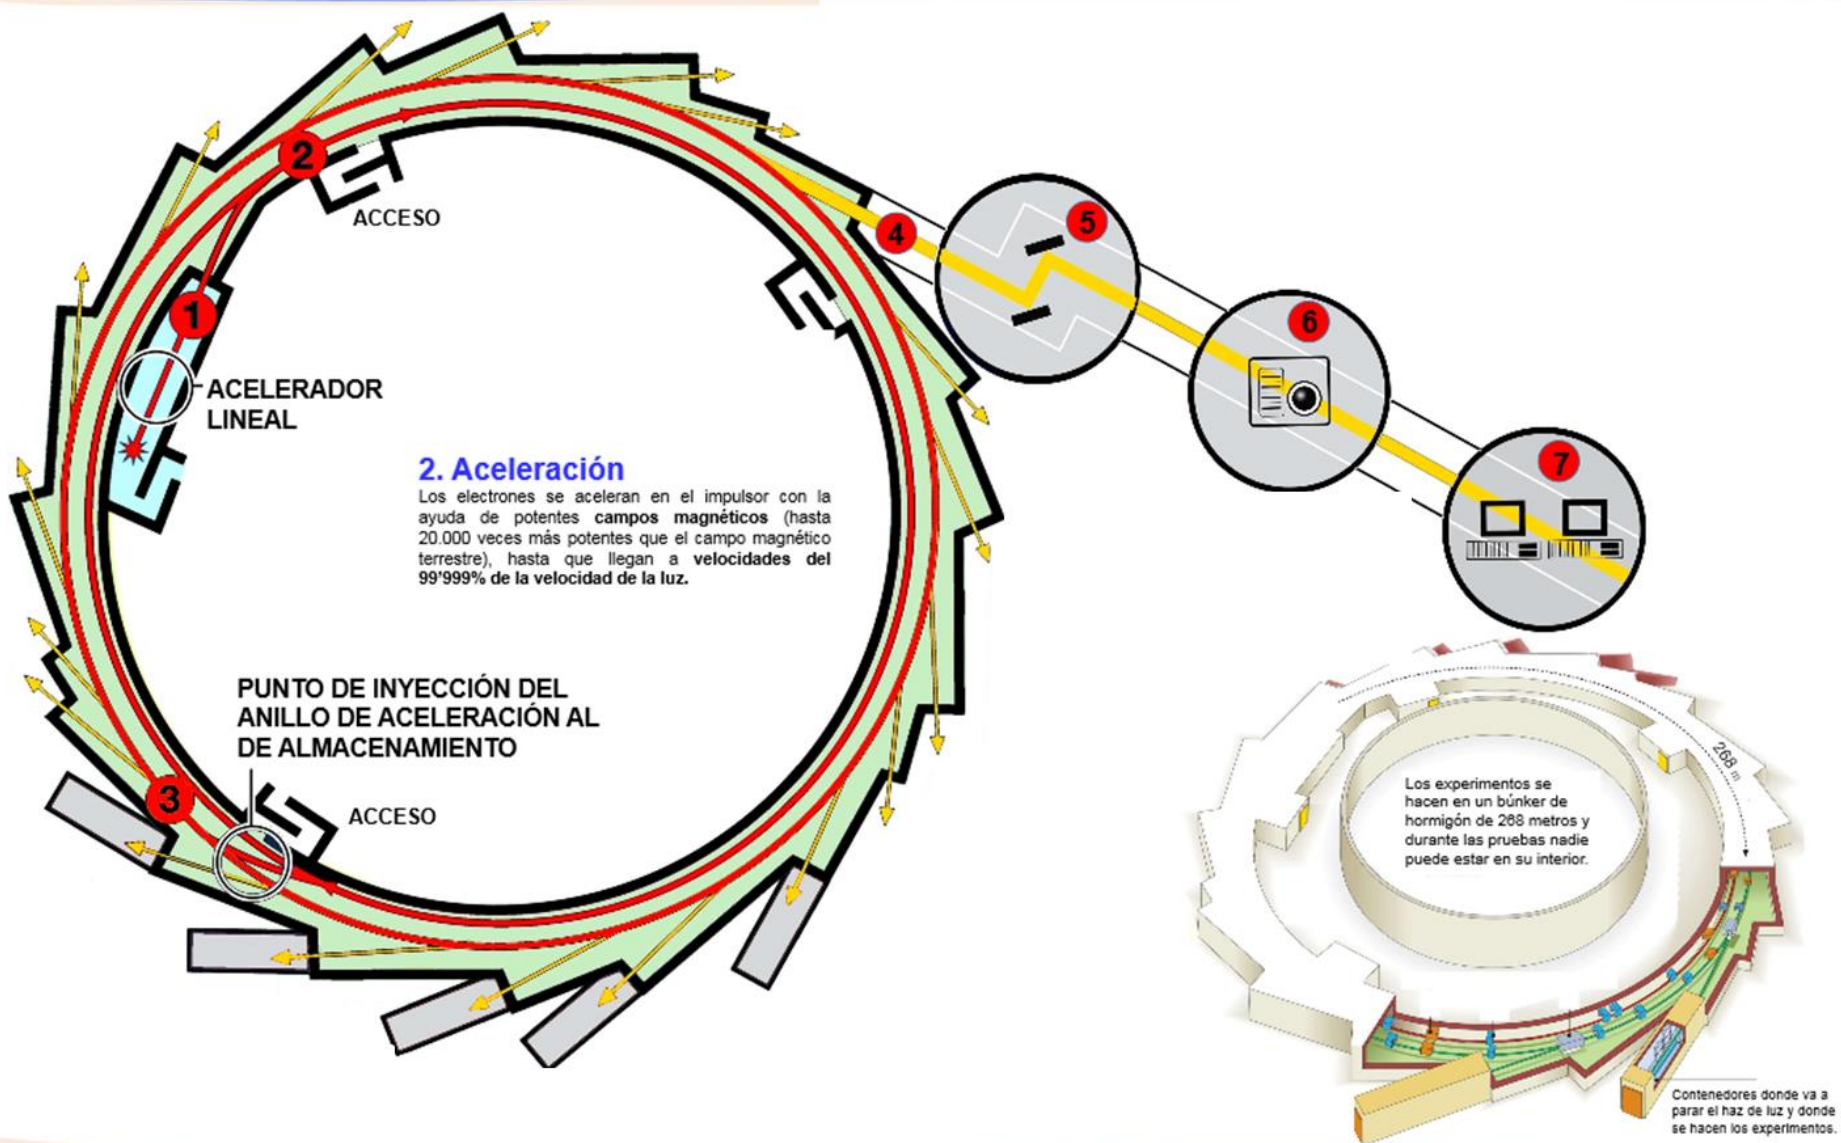 2
ACCESO
1
ACELERADOR
LINEAL
4
5
6
7
2. Aceleración
Los electrones se aceleran en el impulsor con la
ayuda de potentes campos magnéticos (hasta
20.000 veces más potentes que el campo magnético
terrestre), hasta que llegan a velocidades del
99'999% de la velocidad de la luz.
PUNTO DE INYECCIÓN DEL
ANILLO DE ACELERACIÓN AL
DE ALMACENAMIENTO
3
ACCESO
268 m
Los experimentos se
hacen en un búnker de
hormigón de 268 metros y
durante las pruebas nadie
puede estar en su interior.
Contenedores donde va a
parar el haz de luz y donde
se hacen los experimentos.